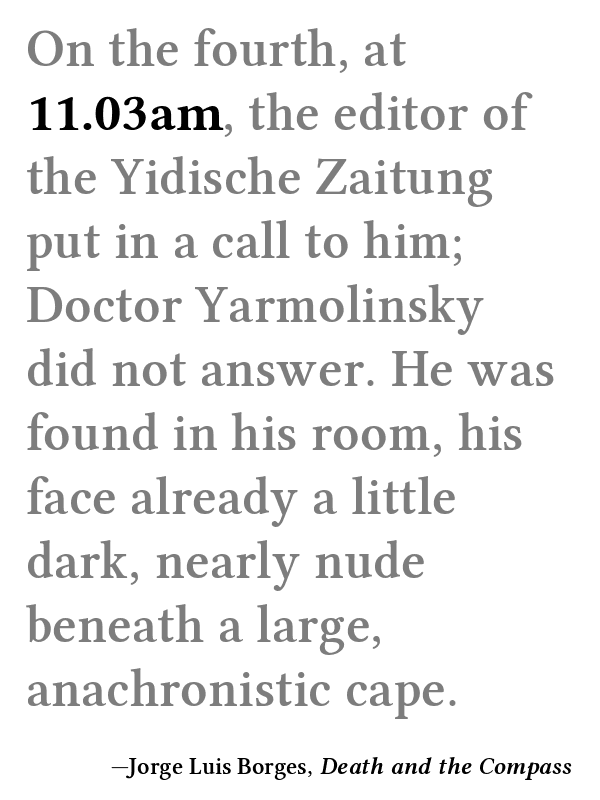 On the fourth, at
11.03am, the editor of
the Yidische Zaitung
put in a call to him;
Doctor Yarmolinsky
did not answer. He was
found in his room, his
face already a little
dark, nearly nude
beneath a large,
anachronistic cape.
—Jorge Luis Borges, Death and the Compass